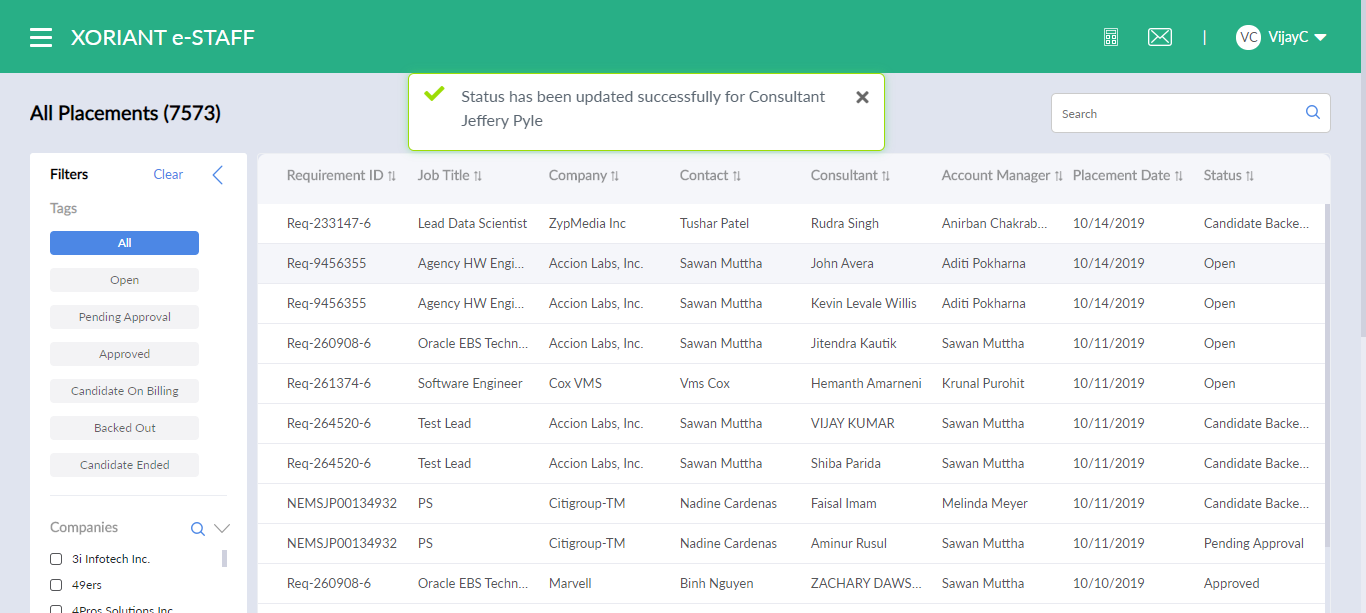 XORIANT e-STAFF
|
VC VijayC
All Placements (7573)
Status has been updated successfully for Consultant
Jeffery Pyle
Search
Filters Clear
Tags
All
Open
Pending Approval
Approved
Candidate On Billing
Backed Out
Candidate Ended
Companies
3i Infotech Inc.
49ers
4Pros Solutions Inc
Requirement ID Job Title Company Contact Consultant Account Manager Placement Date Status
Req-233147-6 Lead Data Scientist ZypMedia Inc Tushar Patel Rudra Singh Anirban Chakrab... 10/14/2019 Candidate Backe...
Req-9456355 Agency HW Engi... Accion Labs, Inc. Sawan Muttha John Avera Aditi Pokharna 10/14/2019 Open
Req-9456355 Agency HW Engi... Accion Labs, Inc. Sawan Muttha Kevin Levale Willis Aditi Pokharna 10/14/2019 Open
Req-260908-6 Oracle EBS Techn... Accion Labs, Inc. Sawan Muttha Jitendra Kautik Sawan Muttha 10/11/2019 Open
Req-261374-6 Software Engineer Cox VMS Vms Cox Hemanth Amarneni Krunal Purohit 10/11/2019 Open
Req-264520-6 Test Lead Accion Labs, Inc. Sawan Muttha VIJAY KUMAR Sawan Muttha 10/11/2019 Candidate Backe...
Req-264520-6 Test Lead Accion Labs, Inc. Sawan Muttha Shiba Parida Sawan Muttha 10/11/2019 Candidate Backe...
NEMSJP00134932 PS Citigroup-TM Nadine Cardenas Faisal Imam Melinda Meyer 10/11/2019 Candidate Backe...
NEMSJP00134932 PS Citigroup-TM Nadine Cardenas Aminur Rusul Sawan Muttha 10/11/2019 Pending Approval
Req-260908-6 Oracle EBS Techn... Marvell Binh Nguyen ZACHARY DAWS... Sawan Muttha 10/10/2019 Approved